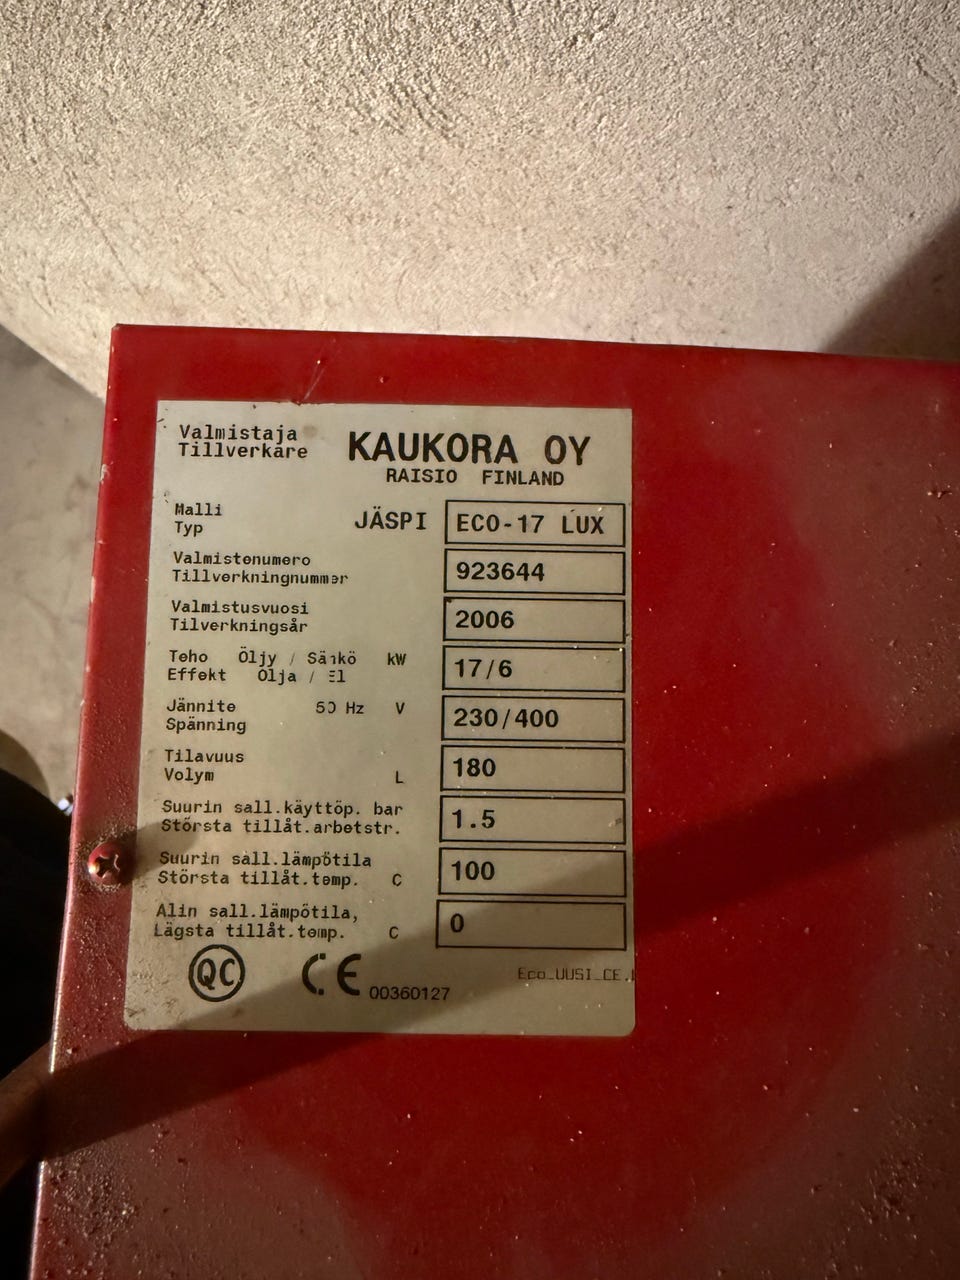 Valmistaja
Tillverkare
KAUKORA OY
RAISIO FINLAND
Malli
Typ
JÄSPI
ECO-17 LUX
Valmistenumero
Tillverkningnummer
923644
Valmistusvuosi
Tilverkningsår
2006
Teho Öljy / Sähkö kW
Effekt Olja / El
17/6
Jännite 50 Hz V
Spänning
230/400
Tilavuus
Volym L
180
Suurin sall.käyttöp. bar
Största tillåt.arbetstr.
1.5
Suurin sall.lämpötila
Största tillåt.temp. C
100
Alin sall.lämpötila,
Lägsta tillåt.temp. C
0
QC
CE 00360127
Eco_UUSI_CE.